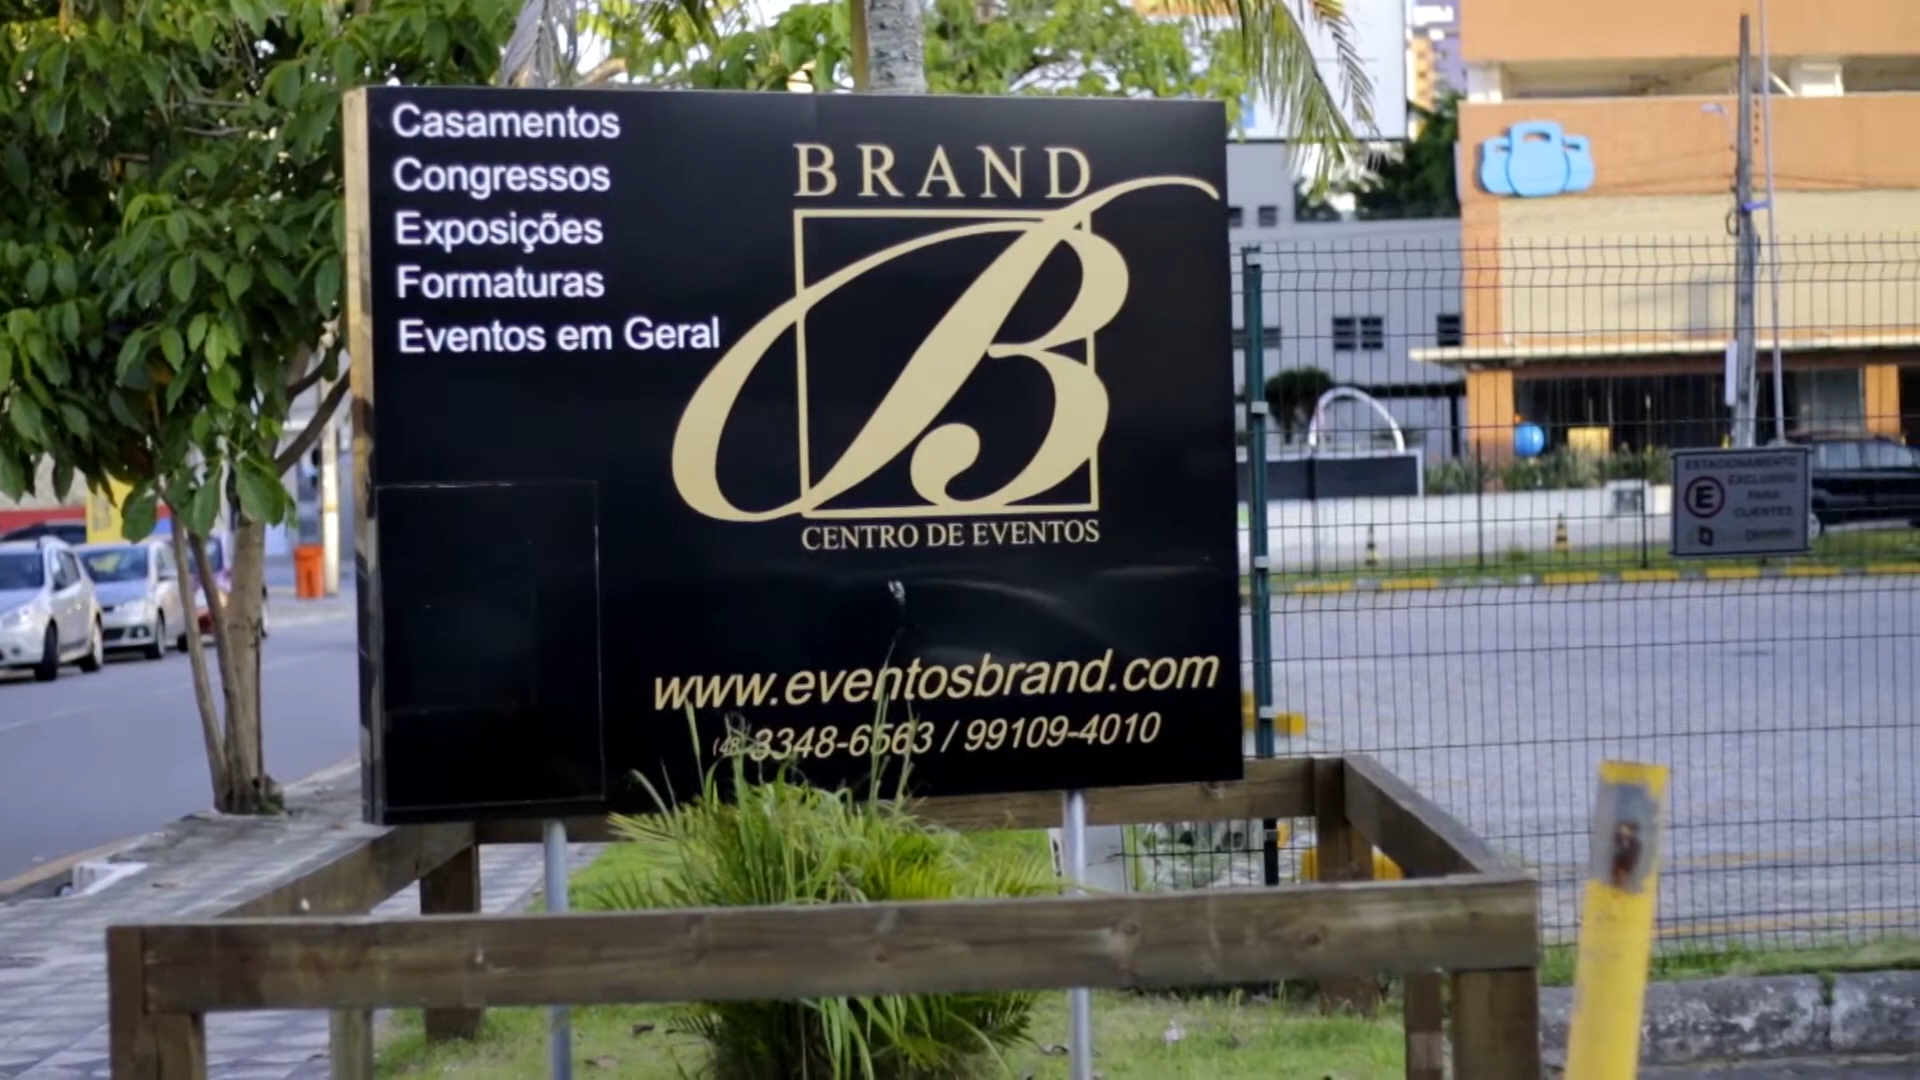 Casamentos
Congressos
Exposições
Formaturas
Eventos em Geral
BRAND
B
CENTRO DE EVENTOS
www.eventosbrand.com
(48) 3348-6563 / 99109-4010
ESTACIONAMENTO
E
EXCLUSIVO
PARA
CLIENTES